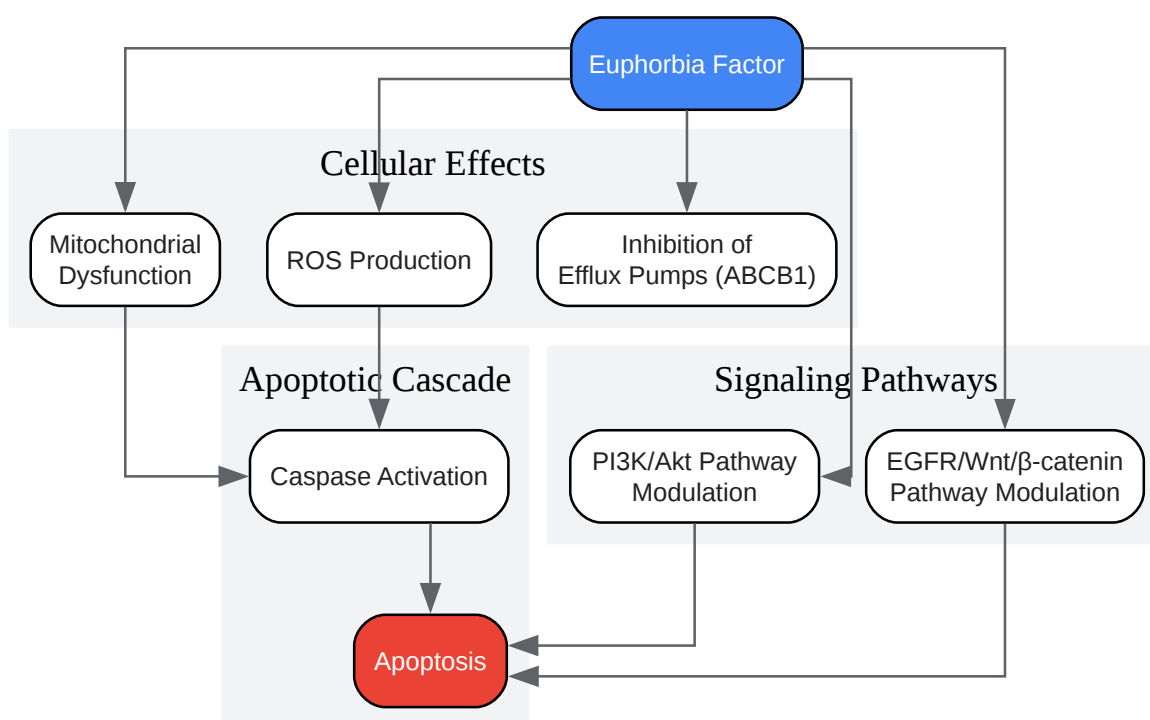 Euphorbia Factor
Cellular Effects
Mitochondrial
Dysfunction
ROS Production
Inhibition of
Efflux Pumps (ABCB1)
Apoptotic Cascade
Signaling Pathways
Caspase Activation
PI3K/Akt Pathway
Modulation
EGFR/Wnt/β-catenin
Pathway Modulation
Apoptosis